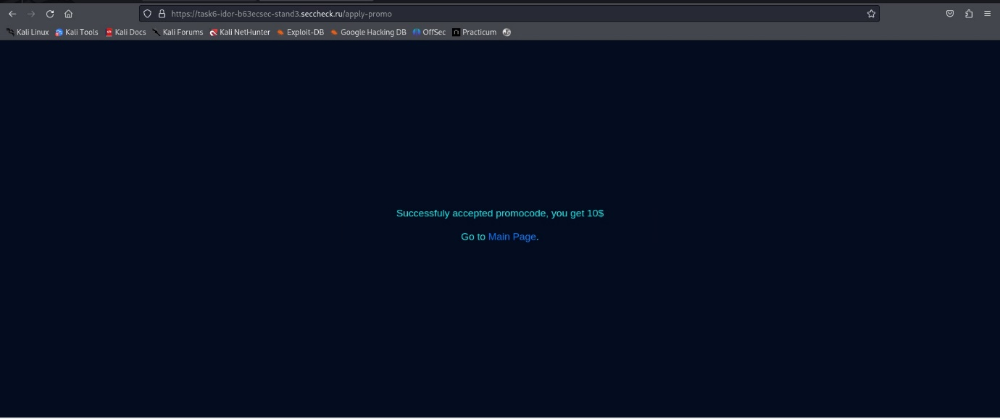 https://task6-idor-b63ecsec-stand3.seccheck.ru/apply-promo
Kali Linux Kali Tools Kali Docs Kali Forums Kali NetHunter Exploit-DB Google Hacking DB OffSec Practicum
Successfuly accepted promocode, you get 10$
Go to Main Page.